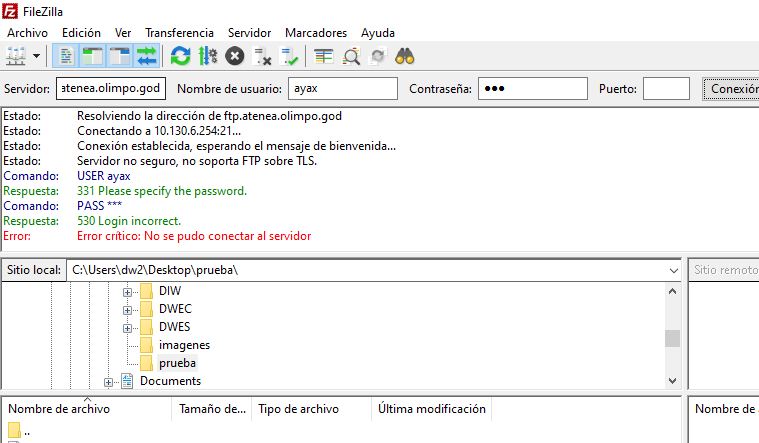 FileZilla
Archivo Edición Ver Transferencia Servidor Marcadores Ayuda
Servidor: atenea.olimpo.god Nombre de usuario: ayax Contraseña: ●●● Puerto: Conexión
Estado: Resolviendo la dirección de ftp.atenea.olimpo.god
Estado: Conectando a 10.130.6.254:21...
Estado: Conexión establecida, esperando el mensaje de bienvenida...
Estado: Servidor no seguro, no soporta FTP sobre TLS.
Comando: USER ayax
Respuesta: 331 Please specify the password.
Comando: PASS ***
Respuesta: 530 Login incorrect.
Error: Error crítico: No se pudo conectar al servidor
Sitio local: C:\Users\dw2\Desktop\prueba\ Sitio remoto
DIW
DWEC
DWES
imagenes
prueba
Documents
Nombre de archivo Tamaño de... Tipo de archivo Última modificación Nombre de a
..